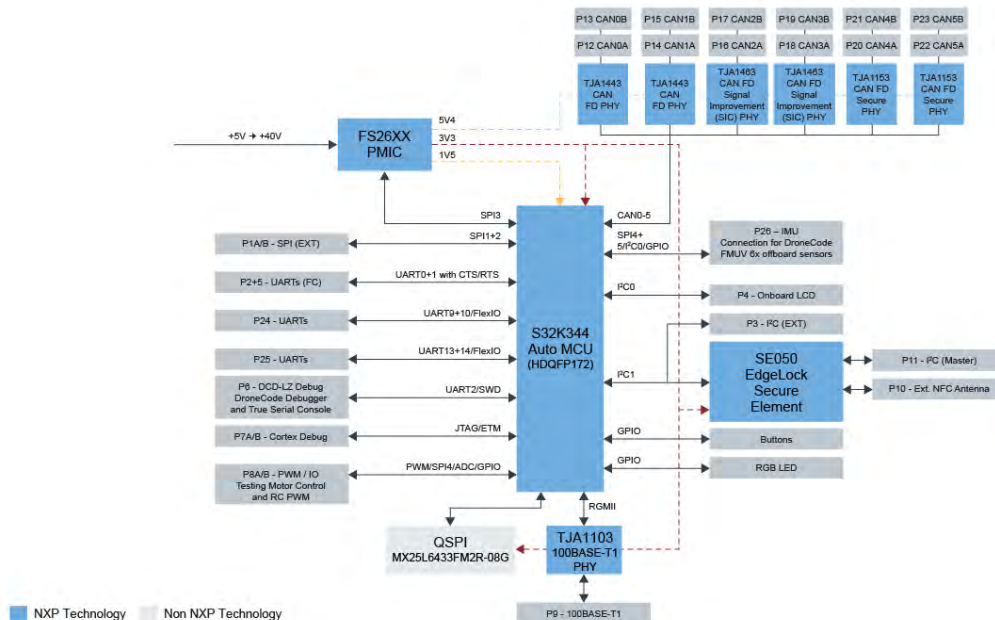 P13 CAN0B
P15 CAN1B
P17 CAN2B
P19 CAN3B
P21 CAN4B
P23 CAN5B
P12 CAN0A
P14 CAN1A
P16 CAN2A
P18 CAN3A
P20 CAN4A
P22 CAN5A
TJA1443
CAN
FD PHY
TJA1443
CAN
FD PHY
TJA1463
CAN FD
Signal
Improvement
(SIC) PHY
TJA1463
CAN FD
Signal
Improvement
(SIC) PHY
TJA1153
CAN FD
Secure
PHY
TJA1153
CAN FD
Secure
PHY
+5V → +40V
FS26XX
PMIC
5V4
3V3
1V5
SPI3
CAN0-5
P1A/B - SPI (EXT)
SPI1+2
SPI4+
5/I²C0/GPIO
P26 – IMU
Connection for DroneCode
FMUV 6x offboard sensors
P2+5 - UARTs (FC)
UART0+1 with CTS/RTS
I²C0
P4 – Onboard LCD
P24 - UARTs
UART9+10/FlexIO
P3 - I²C (EXT)
S32K344
Auto MCU
(HDQFP172)
P25 - UARTs
UART13+14/FlexIO
I²C1
SE050
EdgeLock
Secure
Element
P11 - I²C (Master)
P10 - Ext. NFC Antenna
P6 - DCD-LZ Debug
DroneCode Debugger
and True Serial Console
UART2/SWD
P7A/B - Cortex Debug
JTAG/ETM
GPIO
Buttons
P8A/B - PWM / IO
Testing Motor Control
and RC PWM
PWM/SPI4/ADC/GPIO
GPIO
RGB LED
RGMII
QSPI
MX25L6433FM2R-08G
TJA1103
100BASE-T1
PHY
P9 - 100BASE-T1
NXP Technology
Non NXP Technology